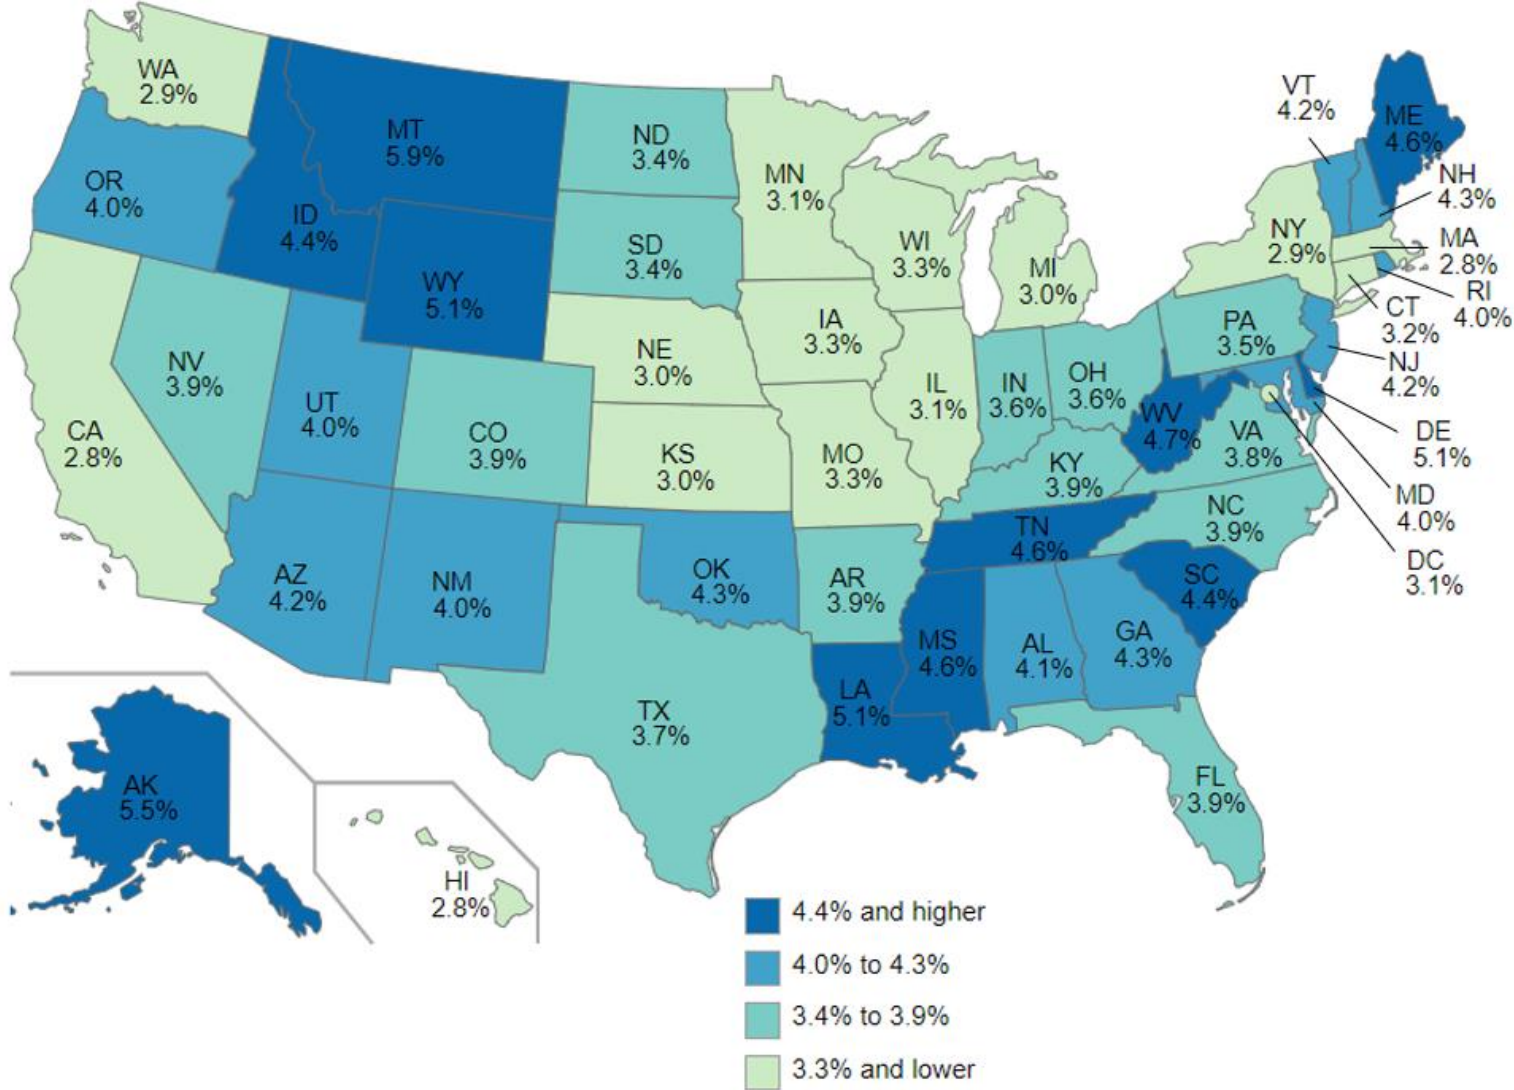 WA
2.9%
OR
4.0%
CA
2.8%
NV
3.9%
ID
4.4%
MT
5.9%
WY
5.1%
UT
4.0%
CO
3.9%
AZ
4.2%
NM
4.0%
ND
3.4%
SD
3.4%
NE
3.0%
KS
3.0%
OK
4.3%
TX
3.7%
MN
3.1%
IA
3.3%
MO
3.3%
AR
3.9%
LA
5.1%
WI
3.3%
IL
3.1%
MI
3.0%
IN
3.6%
OH
3.6%
KY
3.9%
TN
4.6%
MS
4.6%
AL
4.1%
GA
4.3%
FL
3.9%
SC
4.4%
NC
3.9%
VA
3.8%
WV
4.7%
PA
3.5%
NY
2.9%
VT
4.2%
ME
4.6%
NH
4.3%
MA
2.8%
RI
4.0%
CT
3.2%
NJ
4.2%
DE
5.1%
MD
4.0%
DC
3.1%
AK
5.5%
HI
2.8%
4.4% and higher
4.0% to 4.3%
3.4% to 3.9%
3.3% and lower